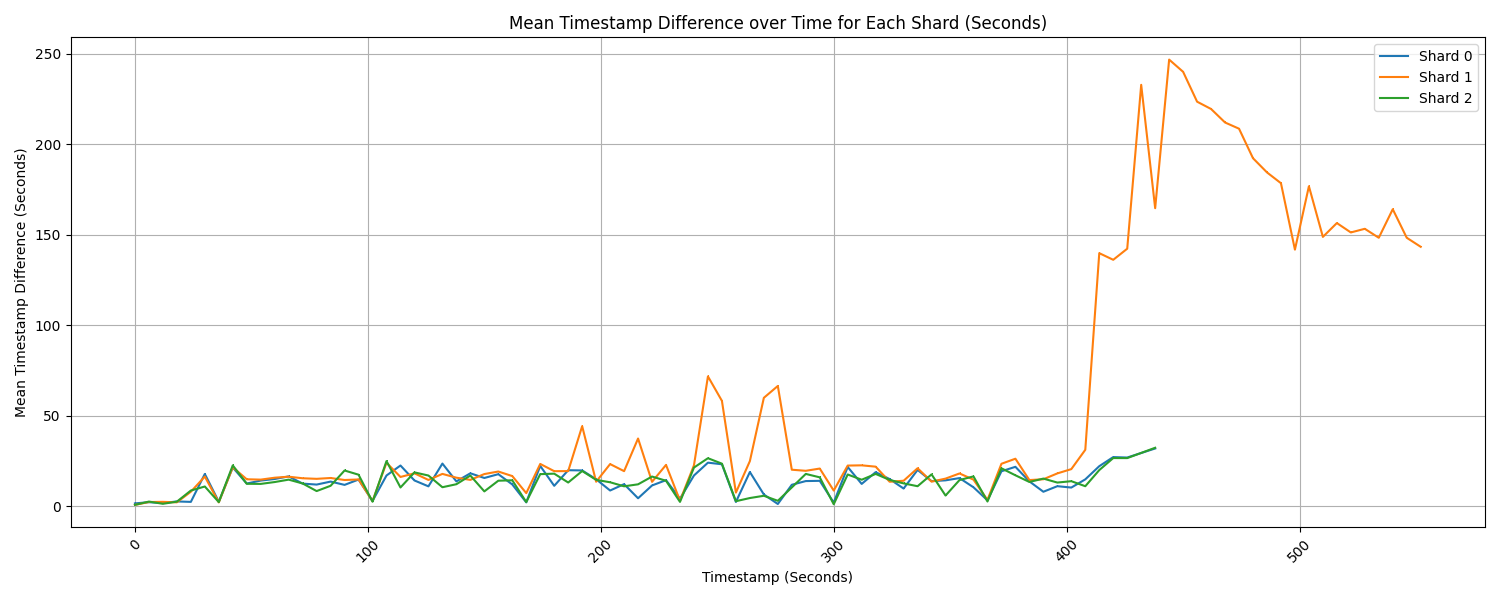 Mean Timestamp Difference over Time for Each Shard (Seconds)
Shard 0
Shard 1
Shard 2
Mean Timestamp Difference (Seconds)
250
200
150
100
50
0
0
100
200
300
400
500
Timestamp (Seconds)